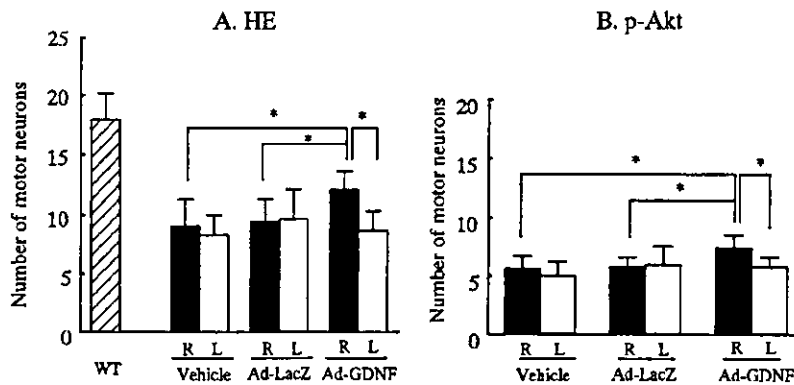 A. HE
Number of motor neurons
25
20
15
10
5
0
*
*
*
WT
R L R L R L
Vehicle Ad-LacZ Ad-GDNF
B. p-Akt
Number of motor neurons
20
15
10
5
0
*
*
*
R L R L R L
Vehicle Ad-LacZ Ad-GDNF